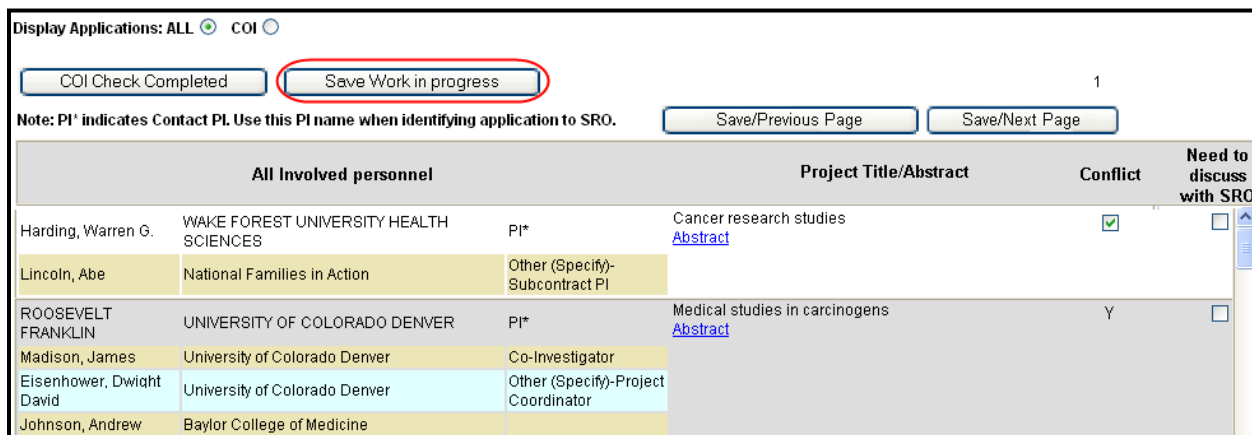 Display Applications: ALL COI
COI Check Completed Save Work in progress 1
Note: PI* indicates Contact PI. Use this PI name when identifying application to SRO. Save/Previous Page Save/Next Page
All Involved personnel Project Title/Abstract Conflict Need to discuss with SRO
Harding, Warren G. WAKE FOREST UNIVERSITY HEALTH SCIENCES PI* Cancer research studies
Abstract
Lincoln, Abe National Families in Action Other (Specify)-Subcontract PI
ROOSEVELT FRANKLIN UNIVERSITY OF COLORADO DENVER PI* Medical studies in carcinogens Y
Abstract
Madison, James University of Colorado Denver Co-Investigator
Eisenhower, Dwight David University of Colorado Denver Other (Specify)-Project Coordinator
Johnson, Andrew Baylor College of Medicine